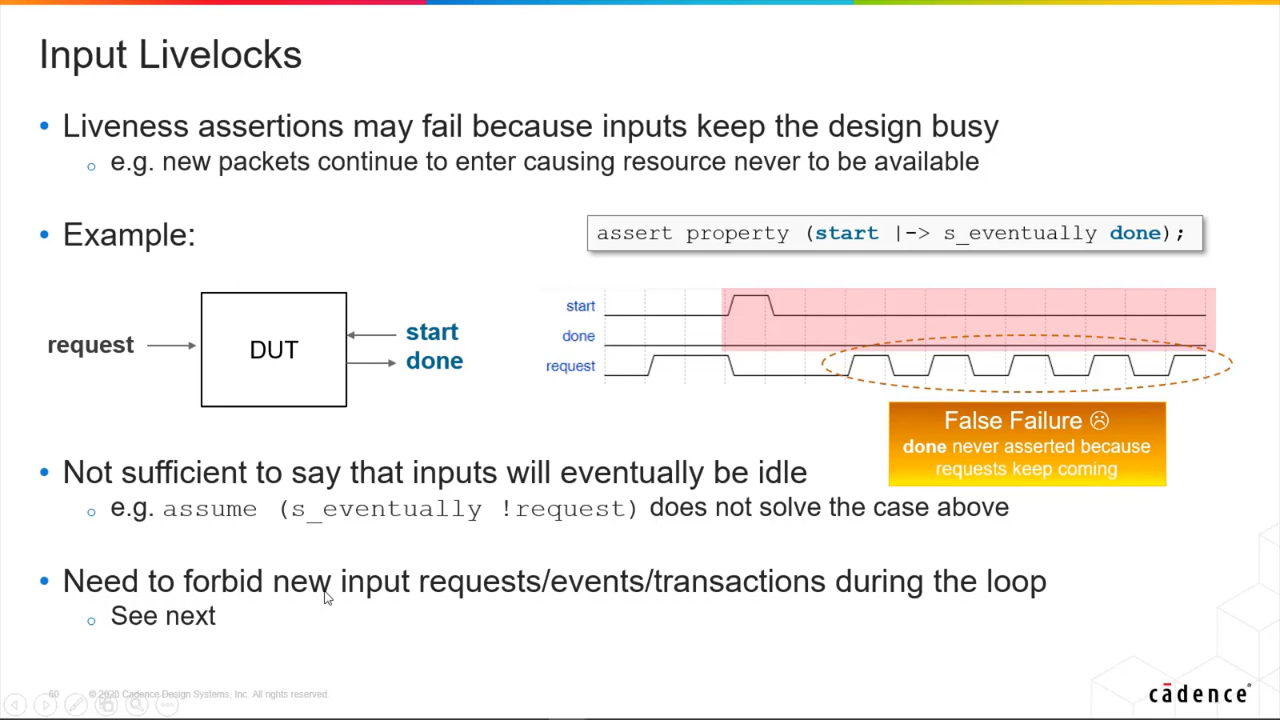 Input Livelocks
• Liveness assertions may fail because inputs keep the design busy
o e.g. new packets continue to enter causing resource never to be available
• Example:
assert property (start |-> s_eventually done);
request
DUT
start
done
start
done
request
False Failure ☹
done never asserted because
requests keep coming
• Not sufficient to say that inputs will eventually be idle
o e.g. assume (s_eventually !request) does not solve the case above
• Need to forbid new input requests/events/transactions during the loop
o See next
60 © 2020 Cadence Design Systems, Inc. All rights reserved.
cādence®